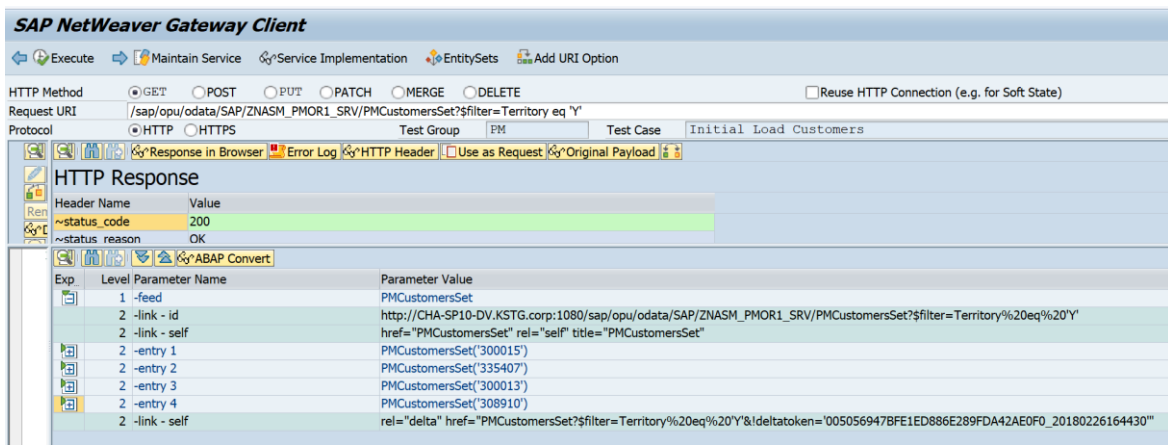 SAP NetWeaver Gateway Client
Execute Maintain Service Service Implementation EntitySets Add URI Option
HTTP Method GET POST PUT PATCH MERGE DELETE Reuse HTTP Connection (e.g. for Soft State)
Request URI /sap/opu/odata/SAP/ZNASM_PMOR1_SRV/PMCustomersSet?$filter=Territory eq 'Y'
Protocol HTTP HTTPS Test Group PM Test Case Initial Load Customers
Response in Browser Error Log HTTP Header Use as Request Original Payload
HTTP Response
Header Name Value
Ren ~status_code 200
~status_reason OK
ABAP Convert
Exp Level Parameter Name Parameter Value
1 -feed PMCustomersSet
2 -link - id http://CHA-SP10-DV.KSTG.corp:1080/sap/opu/odata/SAP/ZNASM_PMOR1_SRV/PMCustomersSet?$filter=Territory%20eq%20'Y'
2 -link - self href="PMCustomersSet" rel="self" title="PMCustomersSet"
2 -entry 1 PMCustomersSet('300015')
2 -entry 2 PMCustomersSet('335407')
2 -entry 3 PMCustomersSet('300013')
2 -entry 4 PMCustomersSet('308910')
2 -link - self rel="delta" href="PMCustomersSet?$filter=Territory%20eq%20'Y'&!deltatoken='005056947BFE1ED886E289FDA42AE0F0_20180226164430'"